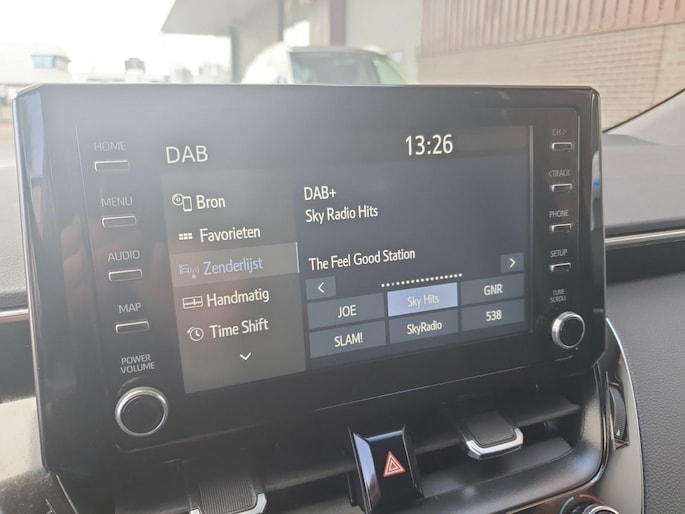 HOME
MENU
AUDIO
MAP
POWER
VOLUME
DAB
13:26
Bron
Favorieten
Zenderlijst
Handmatig
Time Shift
DAB+
Sky Radio Hits
The Feel Good Station
JOE
Sky Hits
GNR
SLAM!
SkyRadio
538
CH >
< TRACK
PHONE
SETUP
TUNE
SCROLL